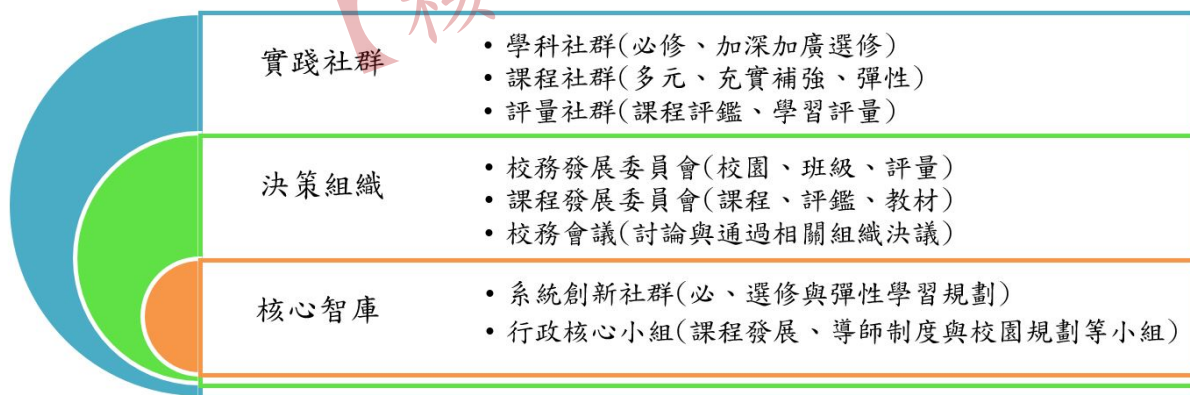 【核
實踐社群
• 學科社群(必修、加深加廣選修)
• 課程社群(多元、充實補強、彈性)
• 評量社群(課程評鑑、學習評量)
決策組織
• 校務發展委員會(校園、班級、評量)
• 課程發展委員會(課程、評鑑、教材)
• 校務會議(討論與通過相關組織決議)
核心智庫
• 系統創新社群(必、選修與彈性學習規劃)
• 行政核心小組(課程發展、導師制度與校園規劃等小組)